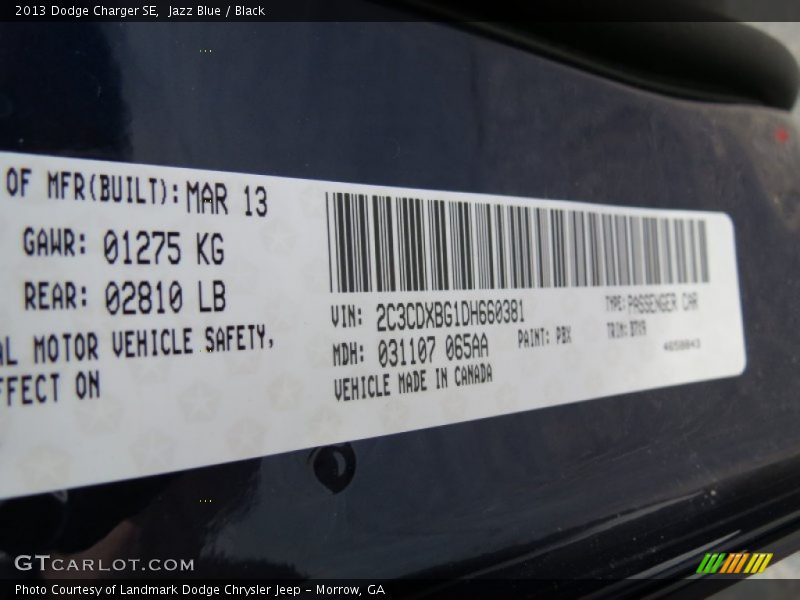 2013 Dodge Charger SE,  Jazz Blue / Black
OF MFR(BUILT): MAR 13
GAWR: 01275 KG
REAR: 02810 LB
AL MOTOR VEHICLE SAFETY,
FFECT ON
VIN: 2C3CDXBG1DH660381
TYPE: PASSENGER CAR
MDH: 031107 065AA
PAINT: PBX
TRIM:
VEHICLE MADE IN CANADA
GTCARLOT.COM
Photo Courtesy of Landmark Dodge Chrysler Jeep – Morrow, GA